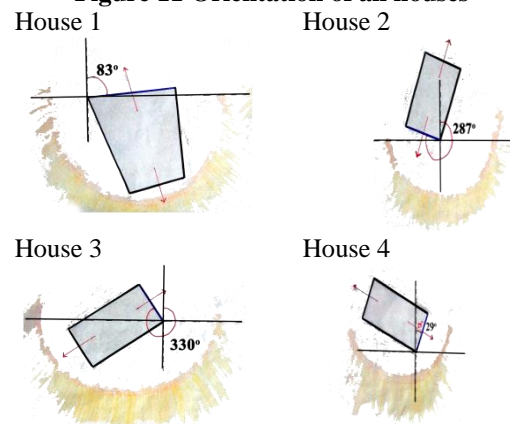 Figure 11 Orientation of all houses
House 1
House 2
83°
287°
House 3
House 4
330°
29°